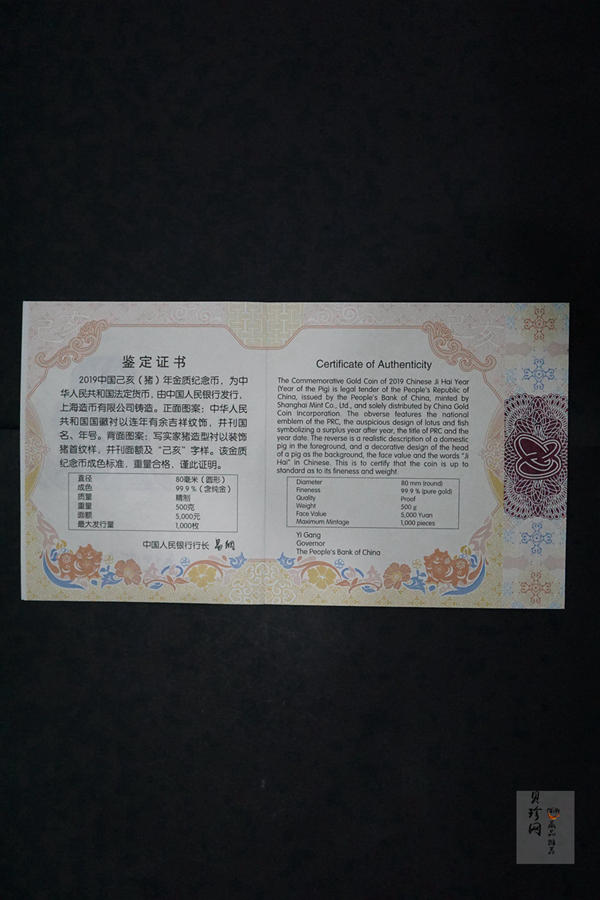 鉴定证书
2019中国己亥（猪）年金质纪念币，为中
华人民共和国法定货币，由中国人民银行发行，
上海造币有限公司铸造。正面图案：中华人民
共和国国徽衬以连年有余吉祥纹饰，并刊国
名、年号。背面图案：写实家猪造型衬以装饰
猪首纹样，并刊面额及“己亥”字样。该金质
纪念币成色标准，重量合格，谨此证明。
直径 80毫米（圆形）
成色 99.9％（含纯金）
质量 精制
重量 500克
面额 5,000元
最大发行量 1,000枚
中国人民银行行长 易纲
Certificate of Authenticity
The Commemorative Gold Coin of 2019 Chinese Ji Hai Year
(Year of the Pig) is legal tender of the People's Republic of
China, issued by the People's Bank of China, minted by
Shanghai Mint Co., Ltd., and solely distributed by China Gold
Coin Incorporation. The obverse features the national
emblem of the PRC, the auspicious design of lotus and fish
symbolizing a surplus year after year, the title of PRC and the
year date. The reverse is a realistic description of a domestic
pig in the foreground, and a decorative design of the head
of a pig as the background, the face value and the words "Ji
Hai" in Chinese. This is to certify that the coin is up to
standard as to its fineness and weight.
Diameter 80 mm (round)
Fineness 99.9 % (pure gold)
Quality Proof
Weight 500 g
Face Value 5,000 Yuan
Maximum Mintage 1,000 pieces
Yi Gang
Governor
The People's Bank of China
贝珍网